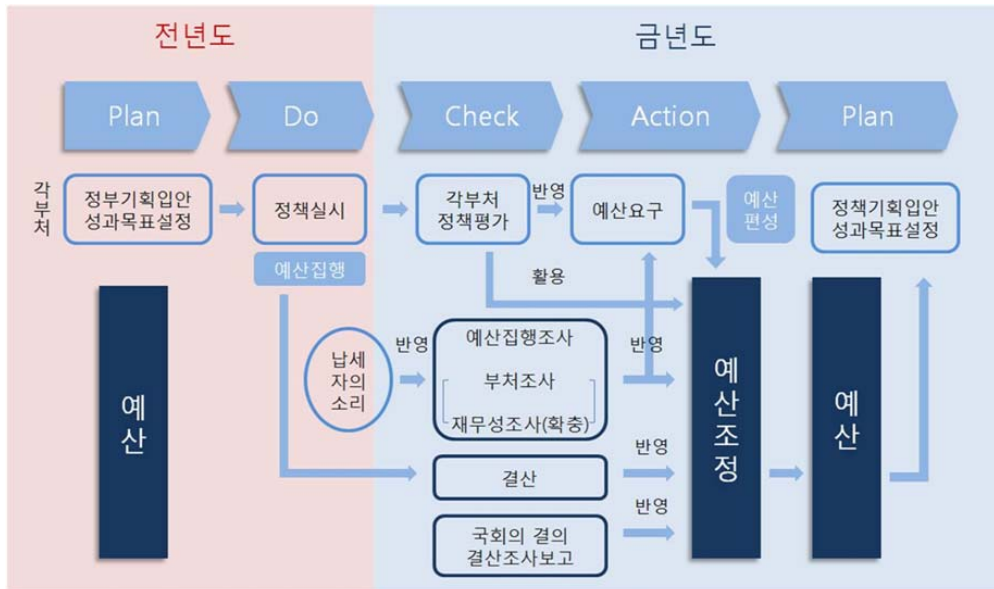 전년도
금년도
Plan
Do
Check
Action
Plan
각
부
처
정부기획입안
성과목표설정
정책실시
각부처
정책평가
반영
예산요구
예산
편성
정책기획입안
성과목표설정
예산집행
활용
예
산
납세
자의
소리
반영
예산집행조사
부처조사
재무성조사(확충)
반영
결산
반영
국회의 결의
결산조사보고
반영
예
산
조
정
예
산